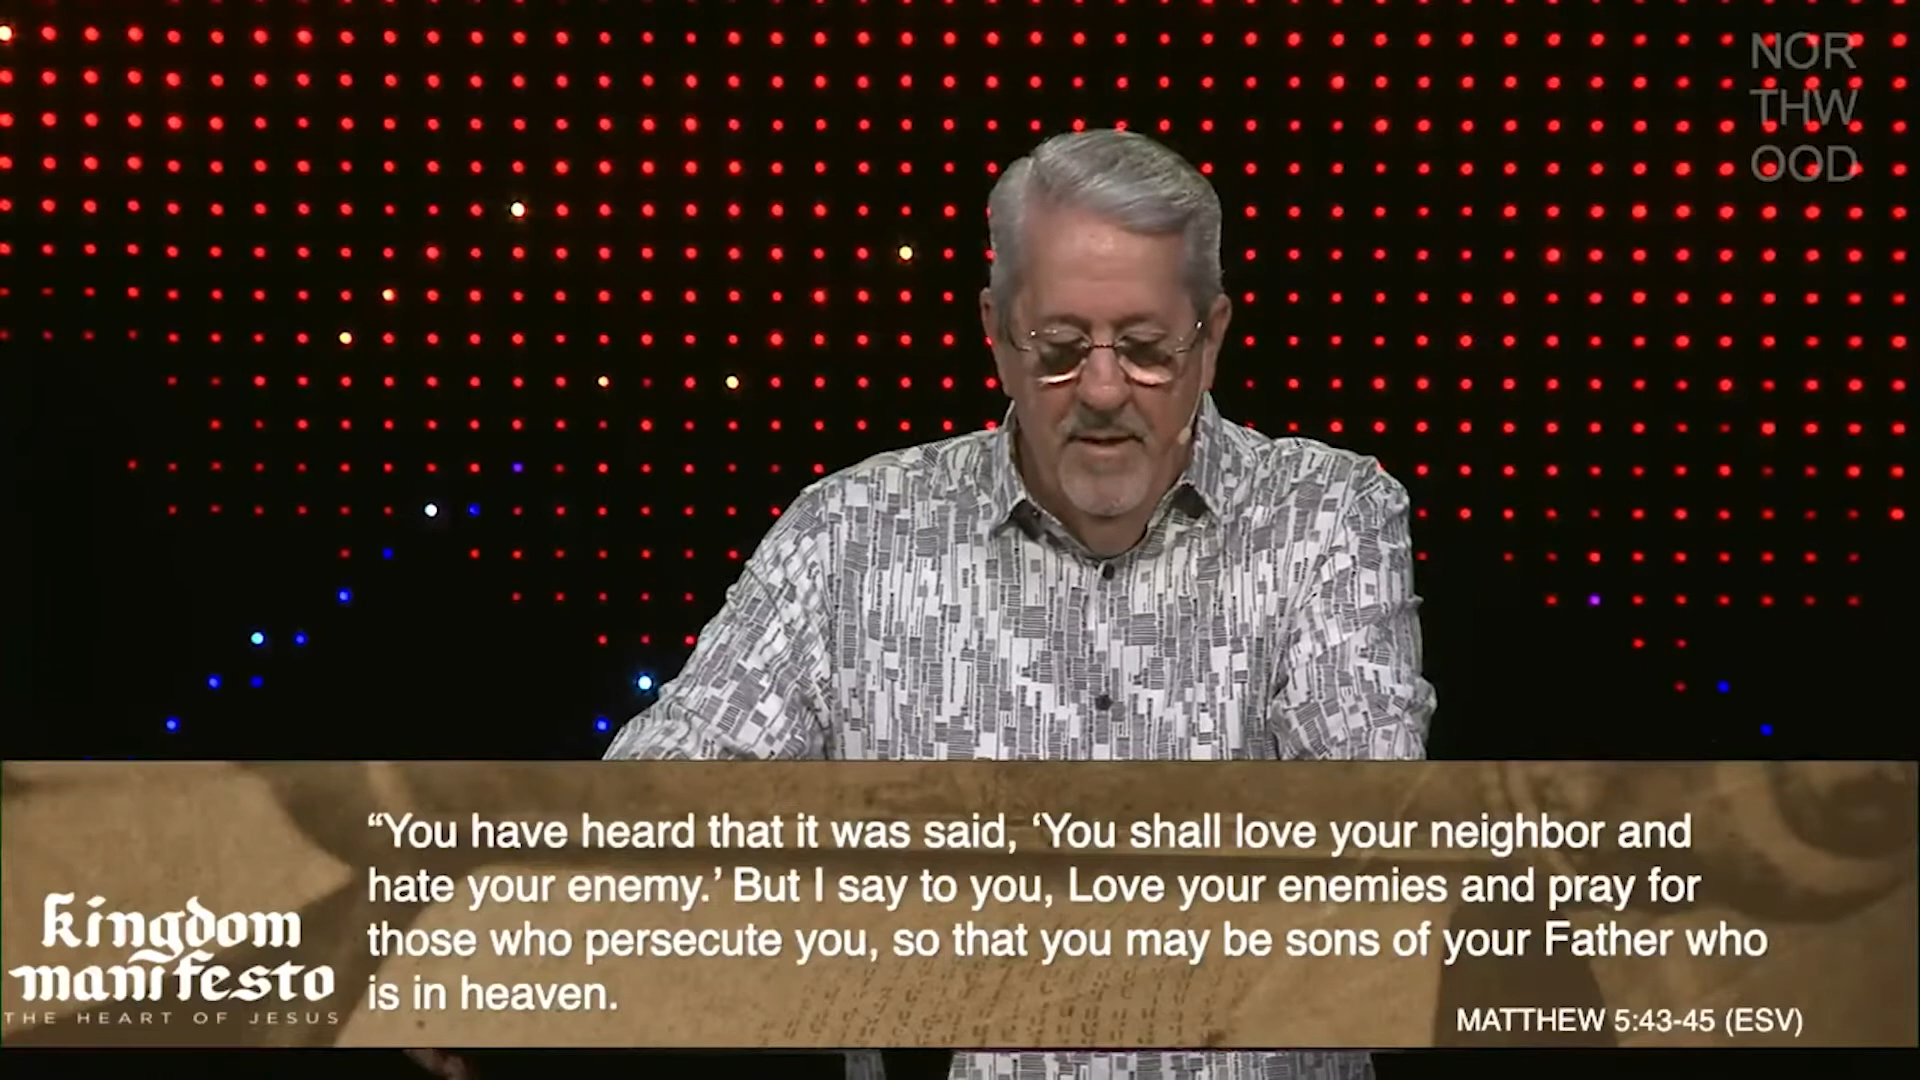 NOR
THW
OOD
“You have heard that it was said, ‘You shall love your neighbor and
hate your enemy.’ But I say to you, Love your enemies and pray for
those who persecute you, so that you may be sons of your Father who
is in heaven.
MATTHEW 5:43-45 (ESV)
kingdom
manifesto
THE HEART OF JESUS